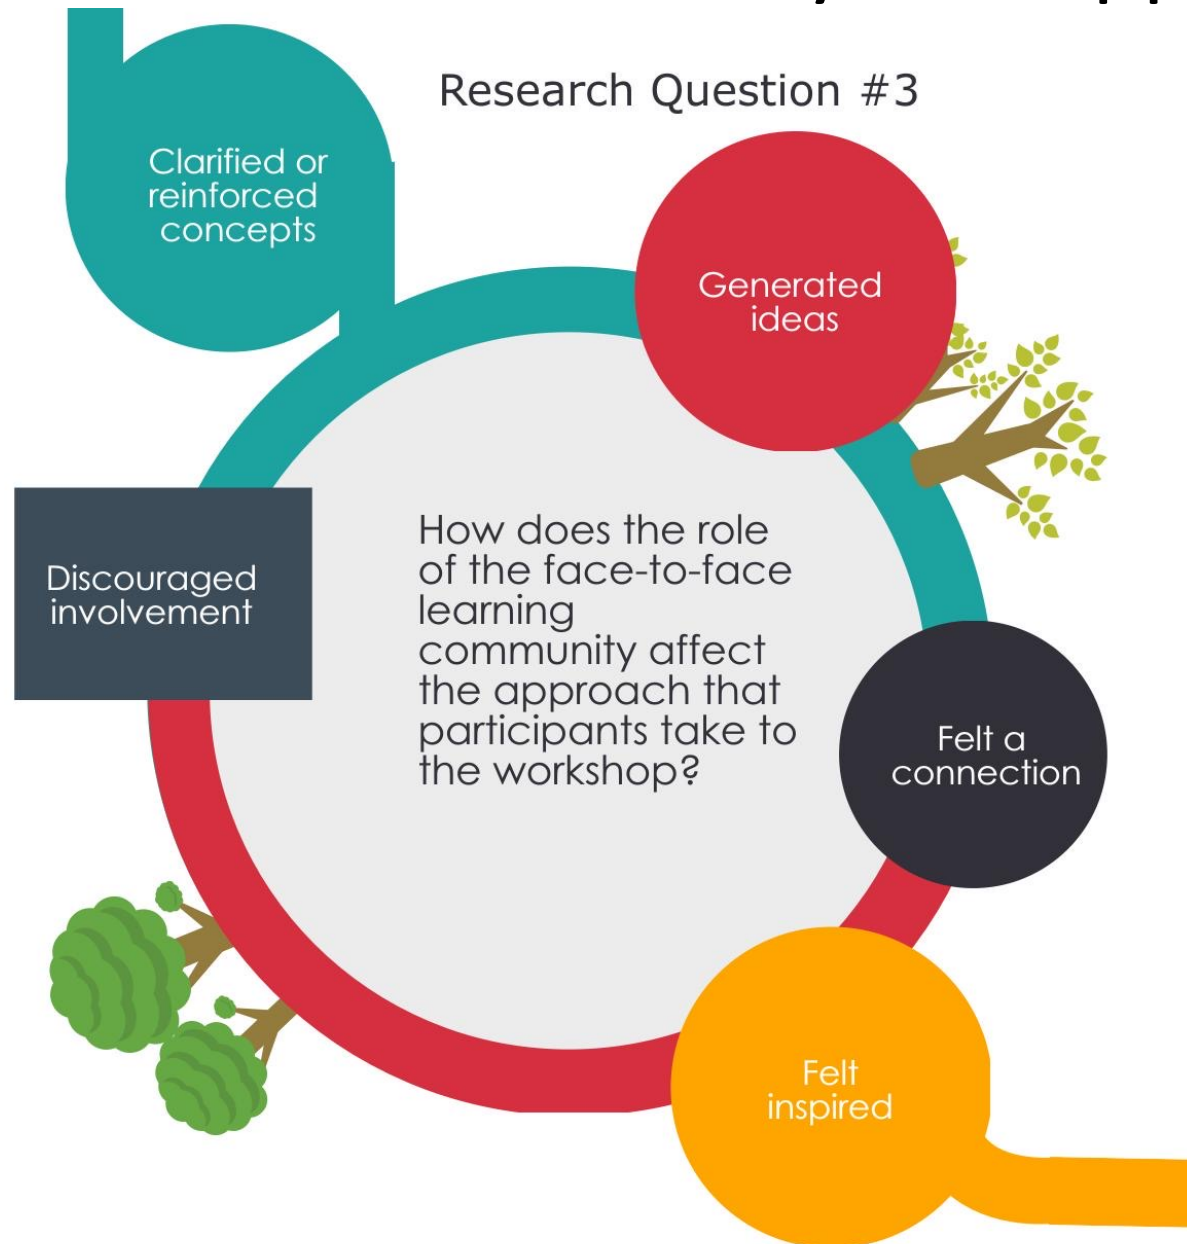 Research Question #3
Clarified or
reinforced
concepts
Generated
ideas
Discouraged
involvement
How does the role
of the face-to-face
learning
community affect
the approach that
participants take to
the workshop?
Felt a
connection
Felt
inspired